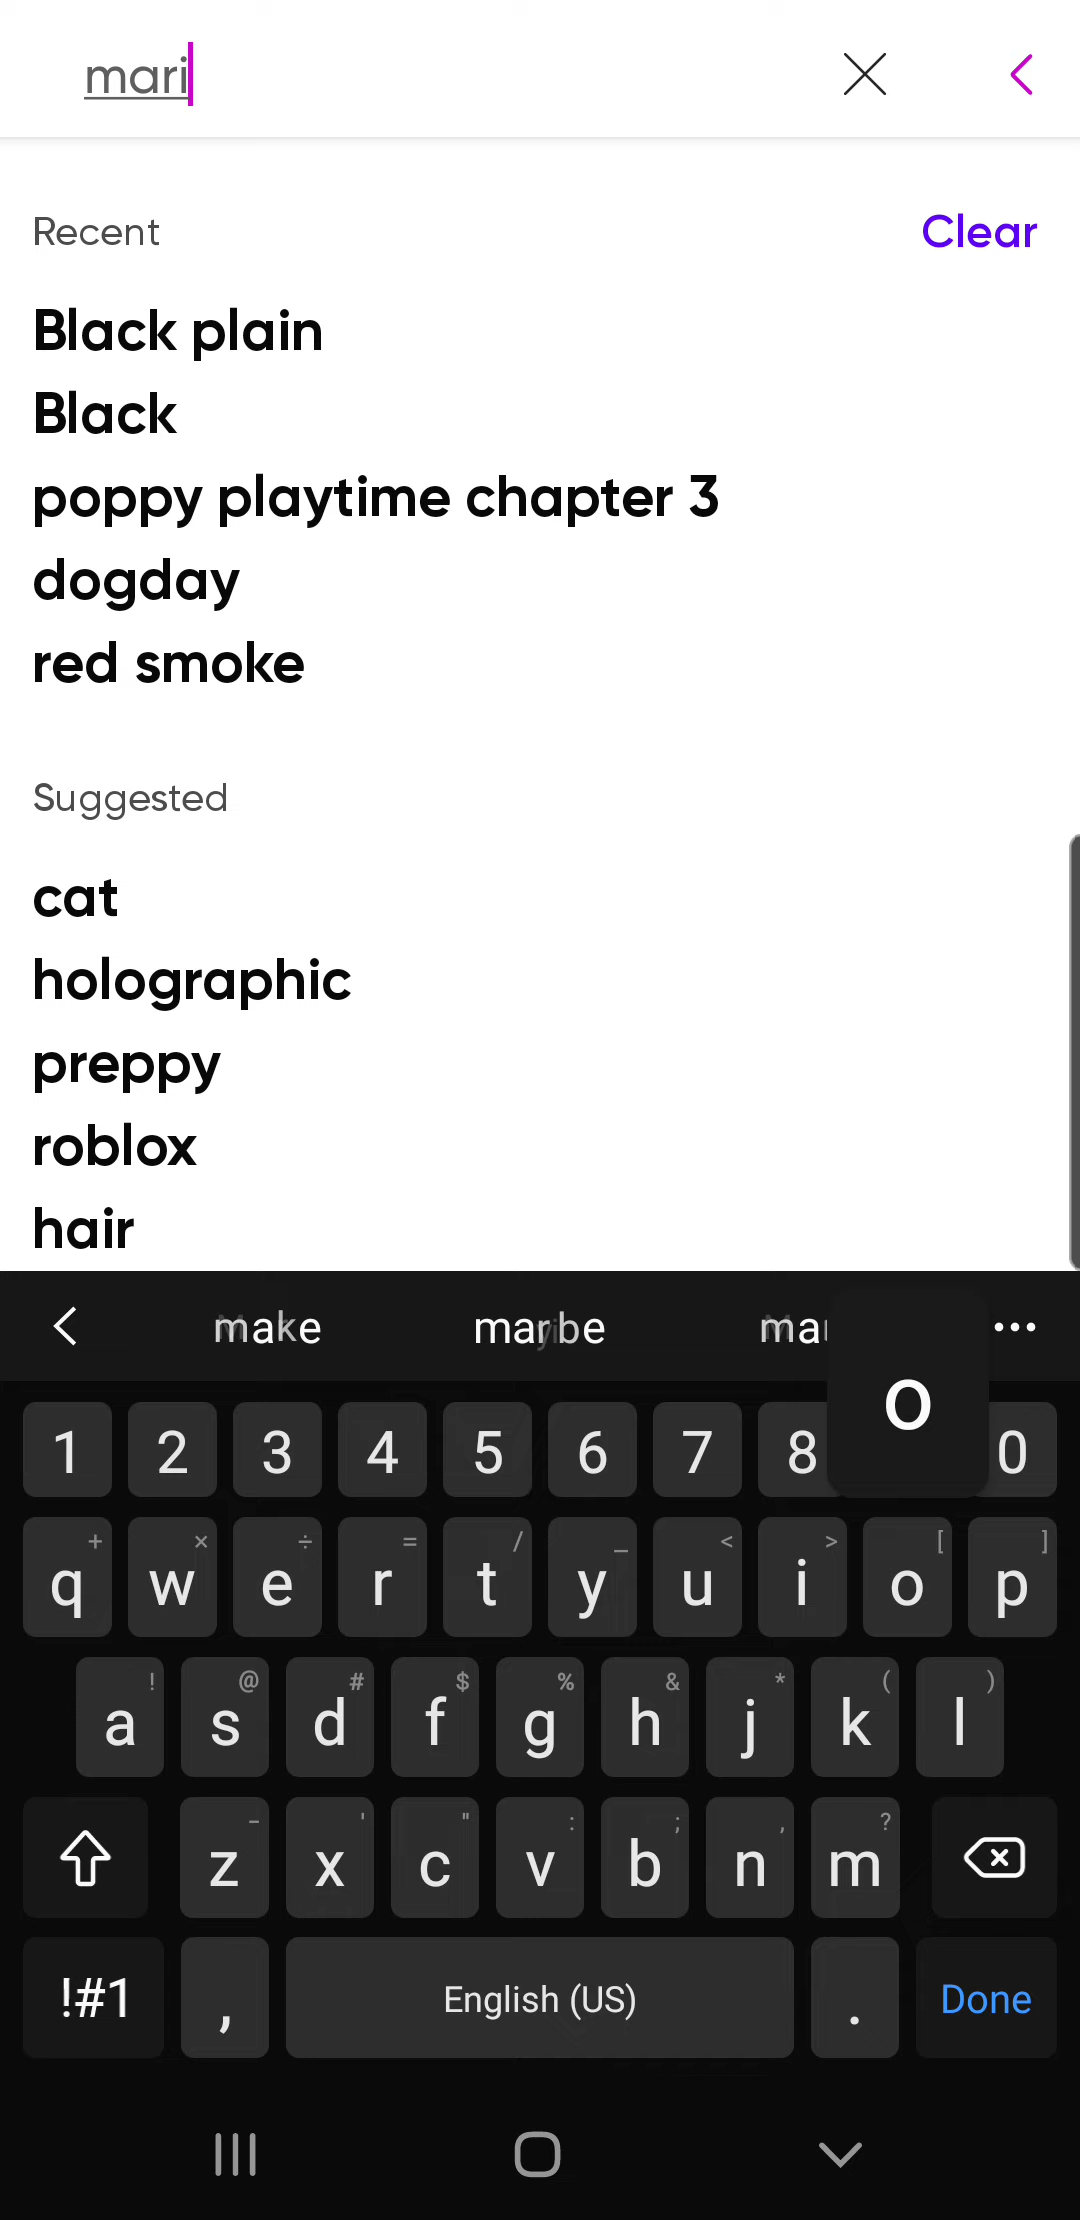 mari
Recent Clear
Black plain
Black
poppy playtime chapter 3
dogday
red smoke
Suggested
cat
holographic
preppy
roblox
hair
make
1 2 3 4 5 6 7 8 o 0
+ × ÷ = / _ < > [ ]
q w e r t y u i o p
! @ # $ % & * ( )
a s d f g h j k l
- ' " : ; , ?
z x c v b n m
!#1 , English (US) . Done